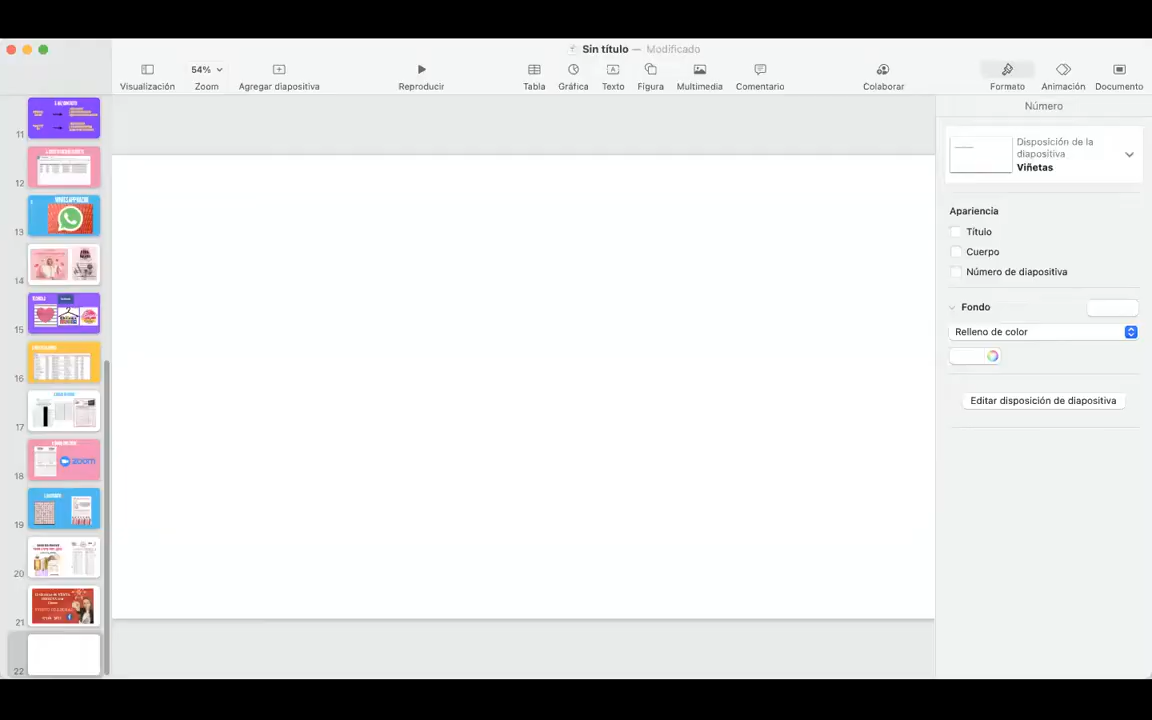 Sin título — Modificado
54%
Visualización
Zoom
Agregar diapositiva
Reproducir
Tabla
Gráfica
Texto
Figura
Multimedia
Comentario
Colaborar
Formato
Animación
Documento
Número
Disposición de la
diapositiva
Viñetas
Apariencia
Título
Cuerpo
Número de diapositiva
Fondo
Relleno de color
Editar disposición de diapositiva
11
12
13
14
15
16
17
18
zoom
19
20
21
22